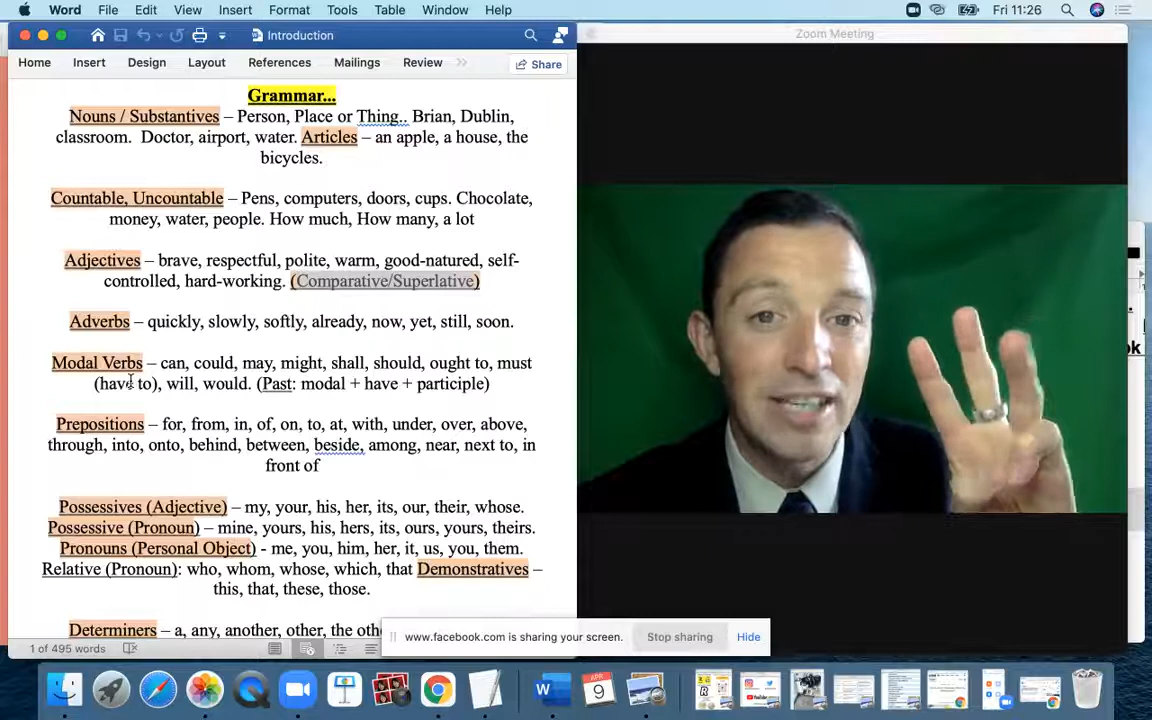 Word File Edit View Insert Format Tools Table Window Help Fri 11:26
Introduction
Zoom Meeting
Home Insert Design Layout References Mailings Review Share
Grammar...
Nouns / Substantives – Person, Place or Thing.. Brian, Dublin,
classroom. Doctor, airport, water. Articles – an apple, a house, the
bicycles.
Countable, Uncountable – Pens, computers, doors, cups. Chocolate,
money, water, people. How much, How many, a lot
Adjectives – brave, respectful, polite, warm, good-natured, self-
controlled, hard-working. (Comparative/Superlative)
Adverbs – quickly, slowly, softly, already, now, yet, still, soon.
Modal Verbs – can, could, may, might, shall, should, ought to, must
(have to), will, would. (Past: modal + have + participle)
Prepositions – for, from, in, of, on, to, at, with, under, over, above,
through, into, onto, behind, between, beside, among, near, next to, in
front of
Possessives (Adjective) – my, your, his, her, its, our, their, whose.
Possessive (Pronoun) – mine, yours, his, hers, its, ours, yours, theirs.
Pronouns (Personal Object) - me, you, him, her, it, us, you, them.
Relative (Pronoun): who, whom, whose, which, that Demonstratives –
this, that, these, those.
Determiners – a, any, another, other, the
www.facebook.com is sharing your screen. Stop sharing Hide
1 of 495 words
APR
9